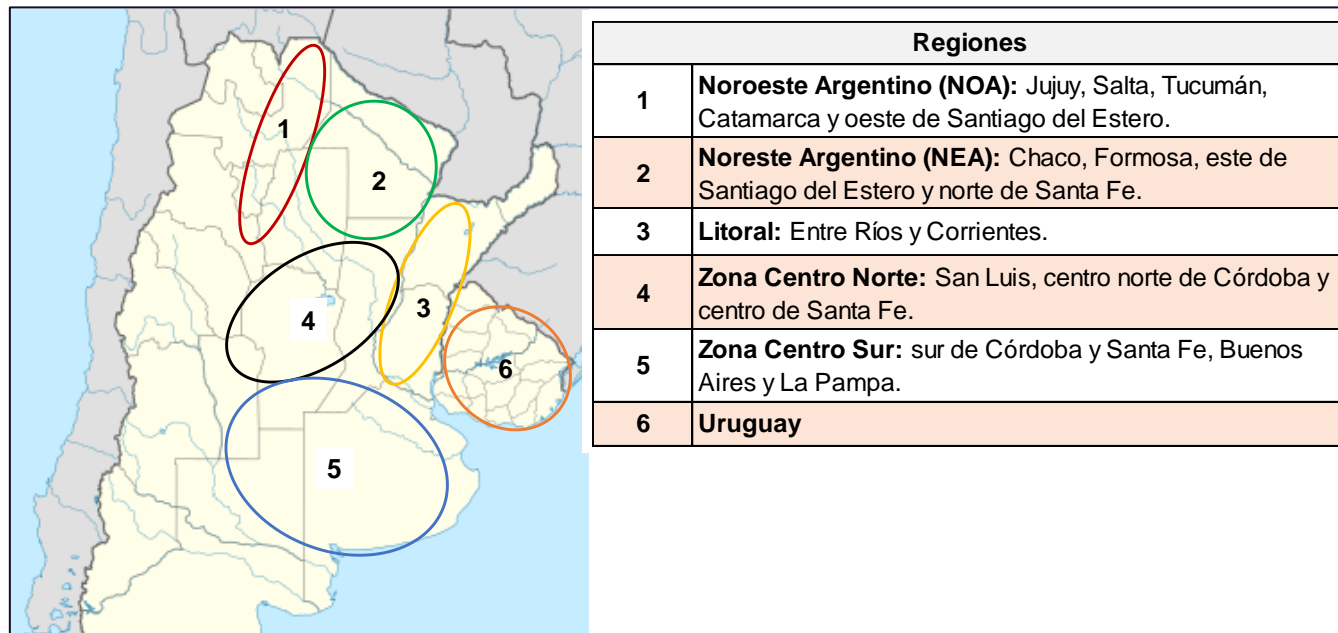 1
2
3
4
5
6
Regiones
1
Noroeste Argentino (NOA): Jujuy, Salta, Tucumán,
Catamarca y oeste de Santiago del Estero.
2
Noreste Argentino (NEA): Chaco, Formosa, este de
Santiago del Estero y norte de Santa Fe.
3
Litoral: Entre Ríos y Corrientes.
4
Zona Centro Norte: San Luis, centro norte de Córdoba y
centro de Santa Fe.
5
Zona Centro Sur: sur de Córdoba y Santa Fe, Buenos
Aires y La Pampa.
6
Uruguay